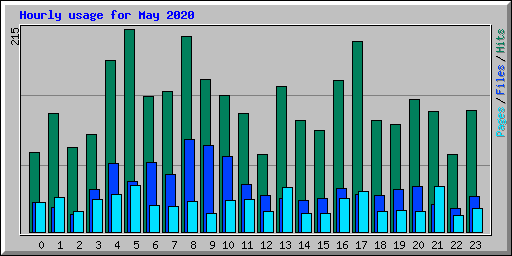 Hourly usage for May 2020
215
Pages/Files/Hits
0 1 2 3 4 5 6 7 8 9 10 11 12 13 14 15 16 17 18 19 20 21 22 23